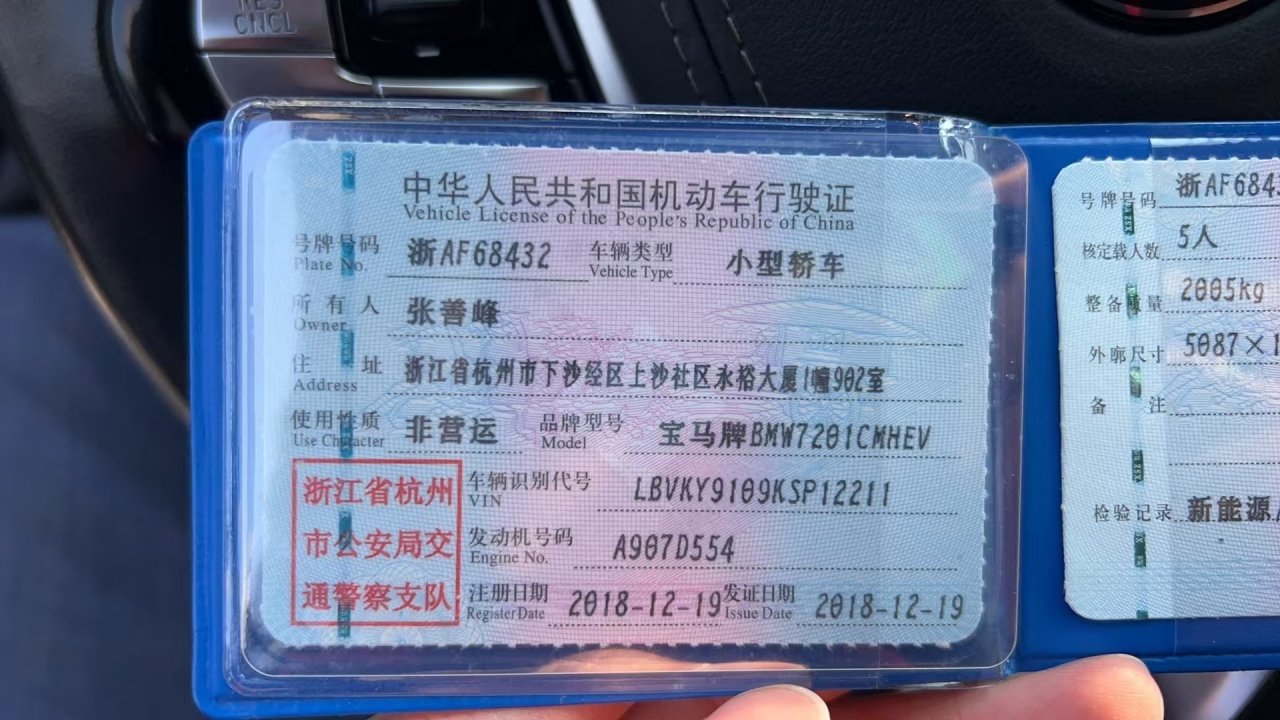 RES
CNCL
中华人民共和国机动车行驶证
Vehicle License of the People's Republic of China
号牌号码 浙AF68432 车辆类型 小型轿车
Plate No. Vehicle Type
所有人 张善峰
Owner
住址 浙江省杭州市下沙经区上沙社区永裕大厦1幢902室
Address
使用性质 非营运 品牌型号 宝马牌BMW7201CMHEV
Use Character Model
浙江省杭州
市公安局交
通警察支队
车辆识别代号 LBVKY9109KSP12211
VIN
发动机号码 A907D554
Engine No.
注册日期 2018-12-19 发证日期 2018-12-19
Register Date Issue Date
号牌号码 浙AF684
核定载人数 5人
整备质量 2005kg
外廓尺寸 5087×1
备注
检验记录 新能源